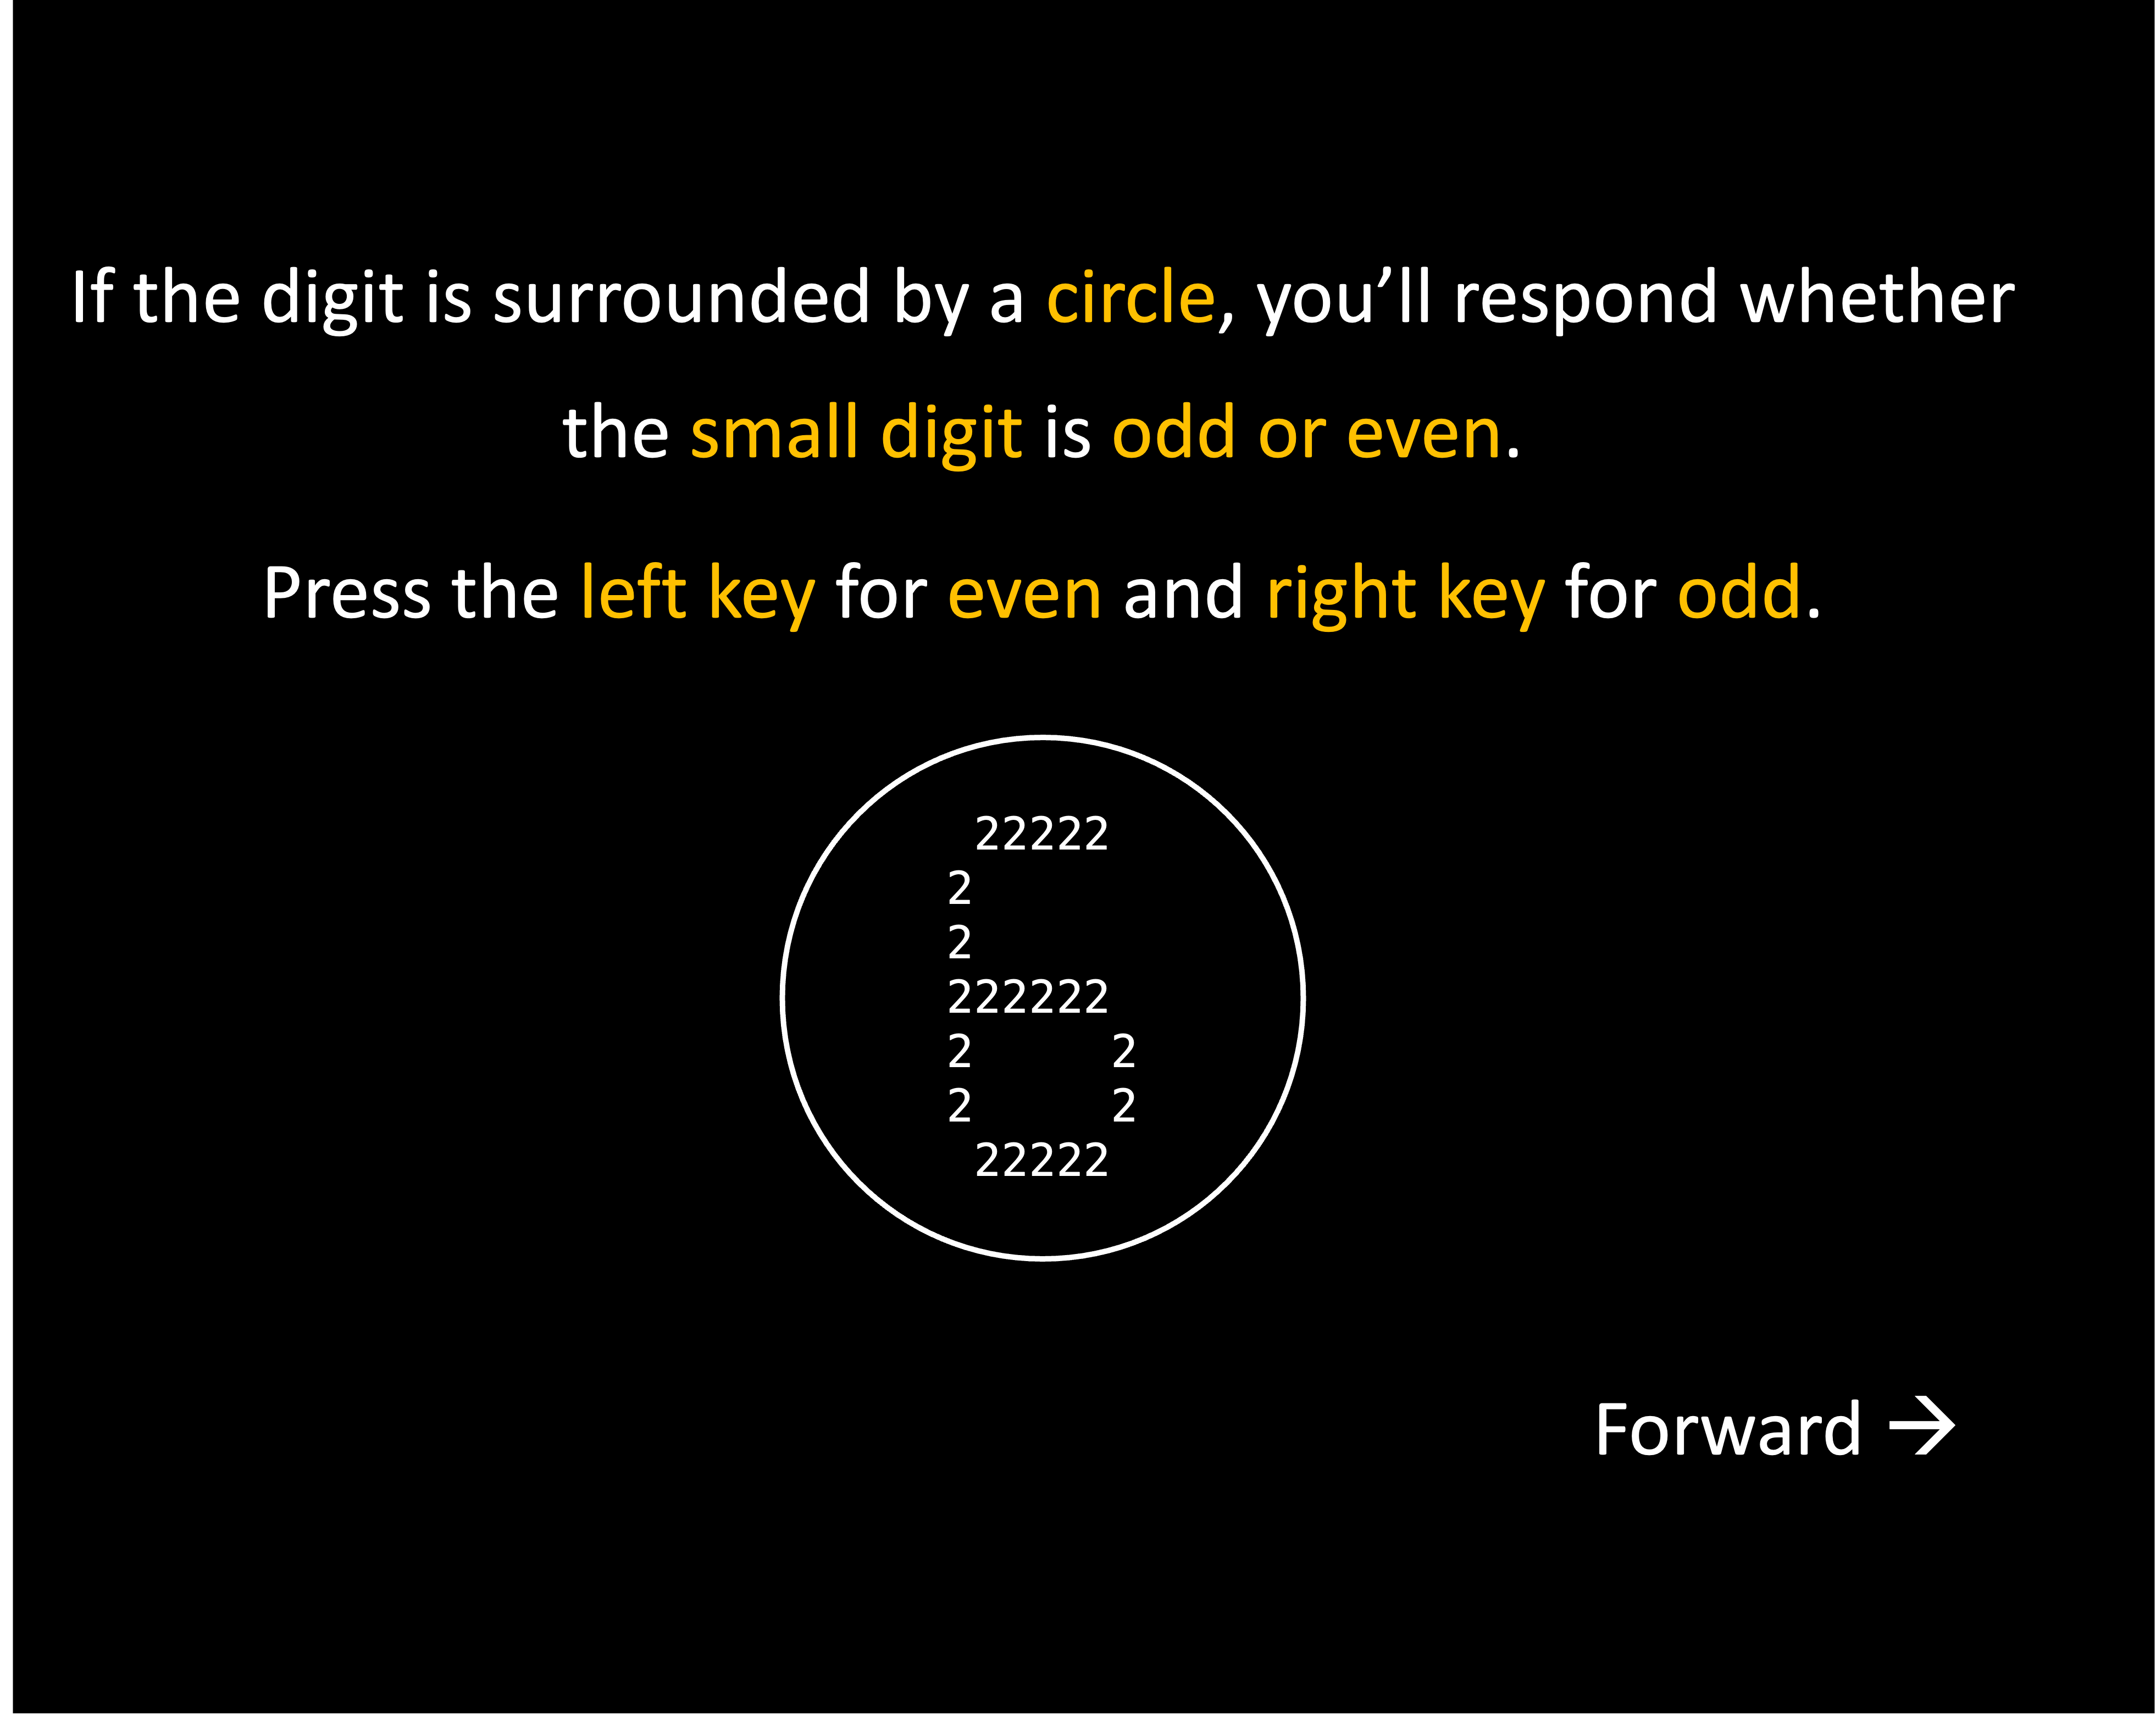 If the digit is surrounded by a circle, you’ll respond whether
the small digit is odd or even.
Press the left key for even and right key for odd.
22222
2
2
222222
2 2
2 2
22222
Forward →